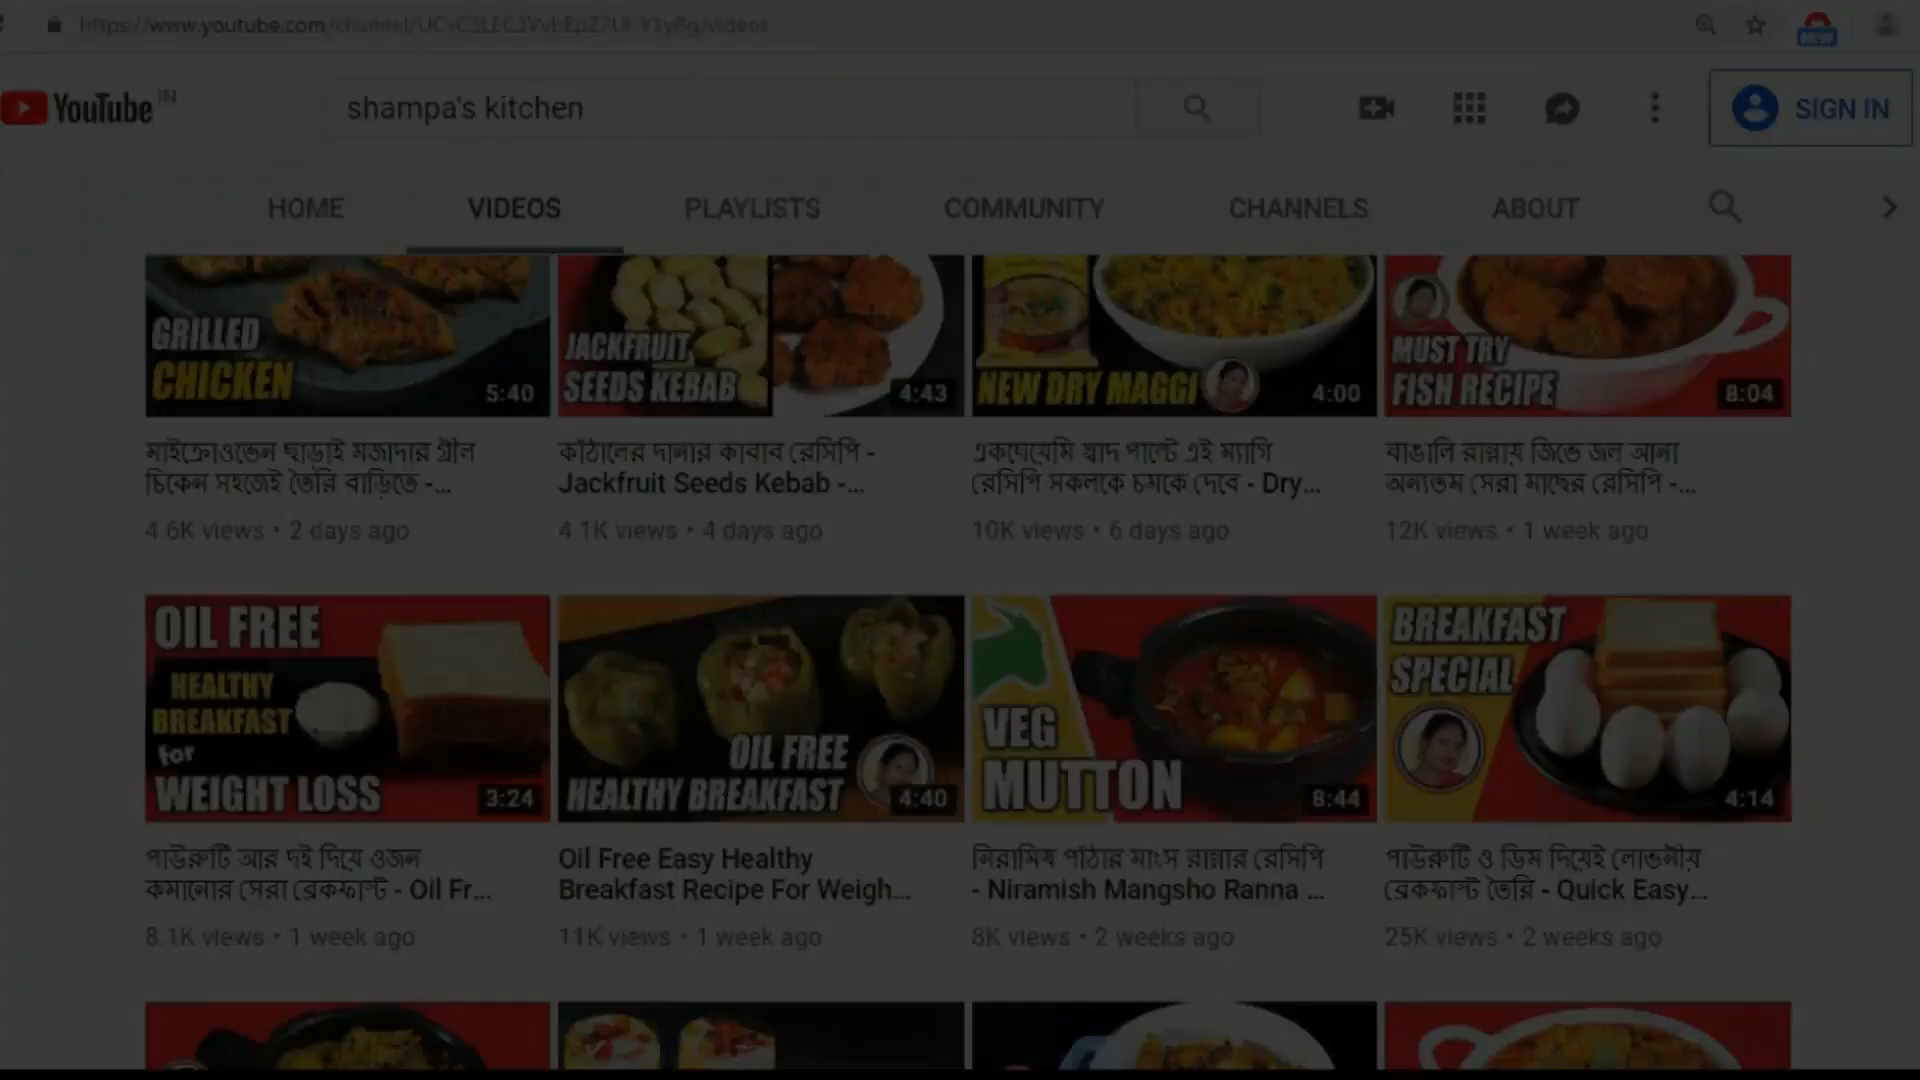 www.youtube.com
YouTube IN
shampa's kitchen
SIGN IN
HOME VIDEOS PLAYLISTS COMMUNITY CHANNELS ABOUT
GRILLED
CHICKEN
5:40
JACKFRUIT
SEEDS KEBAB
4:43
NEW DRY MAGGI
4:00
MUST TRY
FISH RECIPE
8:04
মাইক্রোওভেন ছাড়াই মজাদার গ্রীল
চিকেন সহজেই তৈরি বাড়িতে -...
4.6K views • 2 days ago
কাঁঠালের দানার কাবাব রেসিপি -
Jackfruit Seeds Kebab -...
4.1K views • 4 days ago
একঘেয়েমি স্বাদ পাল্টে এই ম্যাগি
রেসিপি সকলকে চমকে দেবে - Dry...
10K views • 6 days ago
বাঙালি রান্নায় জিভে জল আনা
অন্যতম সেরা মাছের রেসিপি -...
12K views • 1 week ago
OIL FREE
HEALTHY
BREAKFAST
for
WEIGHT LOSS
3:24
OIL FREE
HEALTHY BREAKFAST
4:40
VEG
MUTTON
8:44
BREAKFAST
SPECIAL
4:14
পাউরুটি আর দই দিয়ে ওজন
কমানোর সেরা ব্রেকফাস্ট - Oil Fr...
8.1K views • 1 week ago
Oil Free Easy Healthy
Breakfast Recipe For Weigh...
11K views • 1 week ago
নিরামিষ পাঁঠার মাংস রান্নার রেসিপি
- Niramish Mangsho Ranna ...
8K views • 2 weeks ago
পাউরুটি ও ডিম দিয়েই লোভনীয়
ব্রেকফাস্ট তৈরি - Quick Easy...
25K views • 2 weeks ago